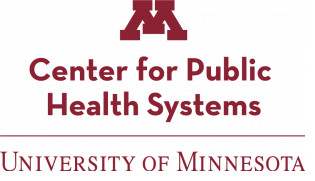 M
Center for Public
Health Systems
UNIVERSITY OF MINNESOTA